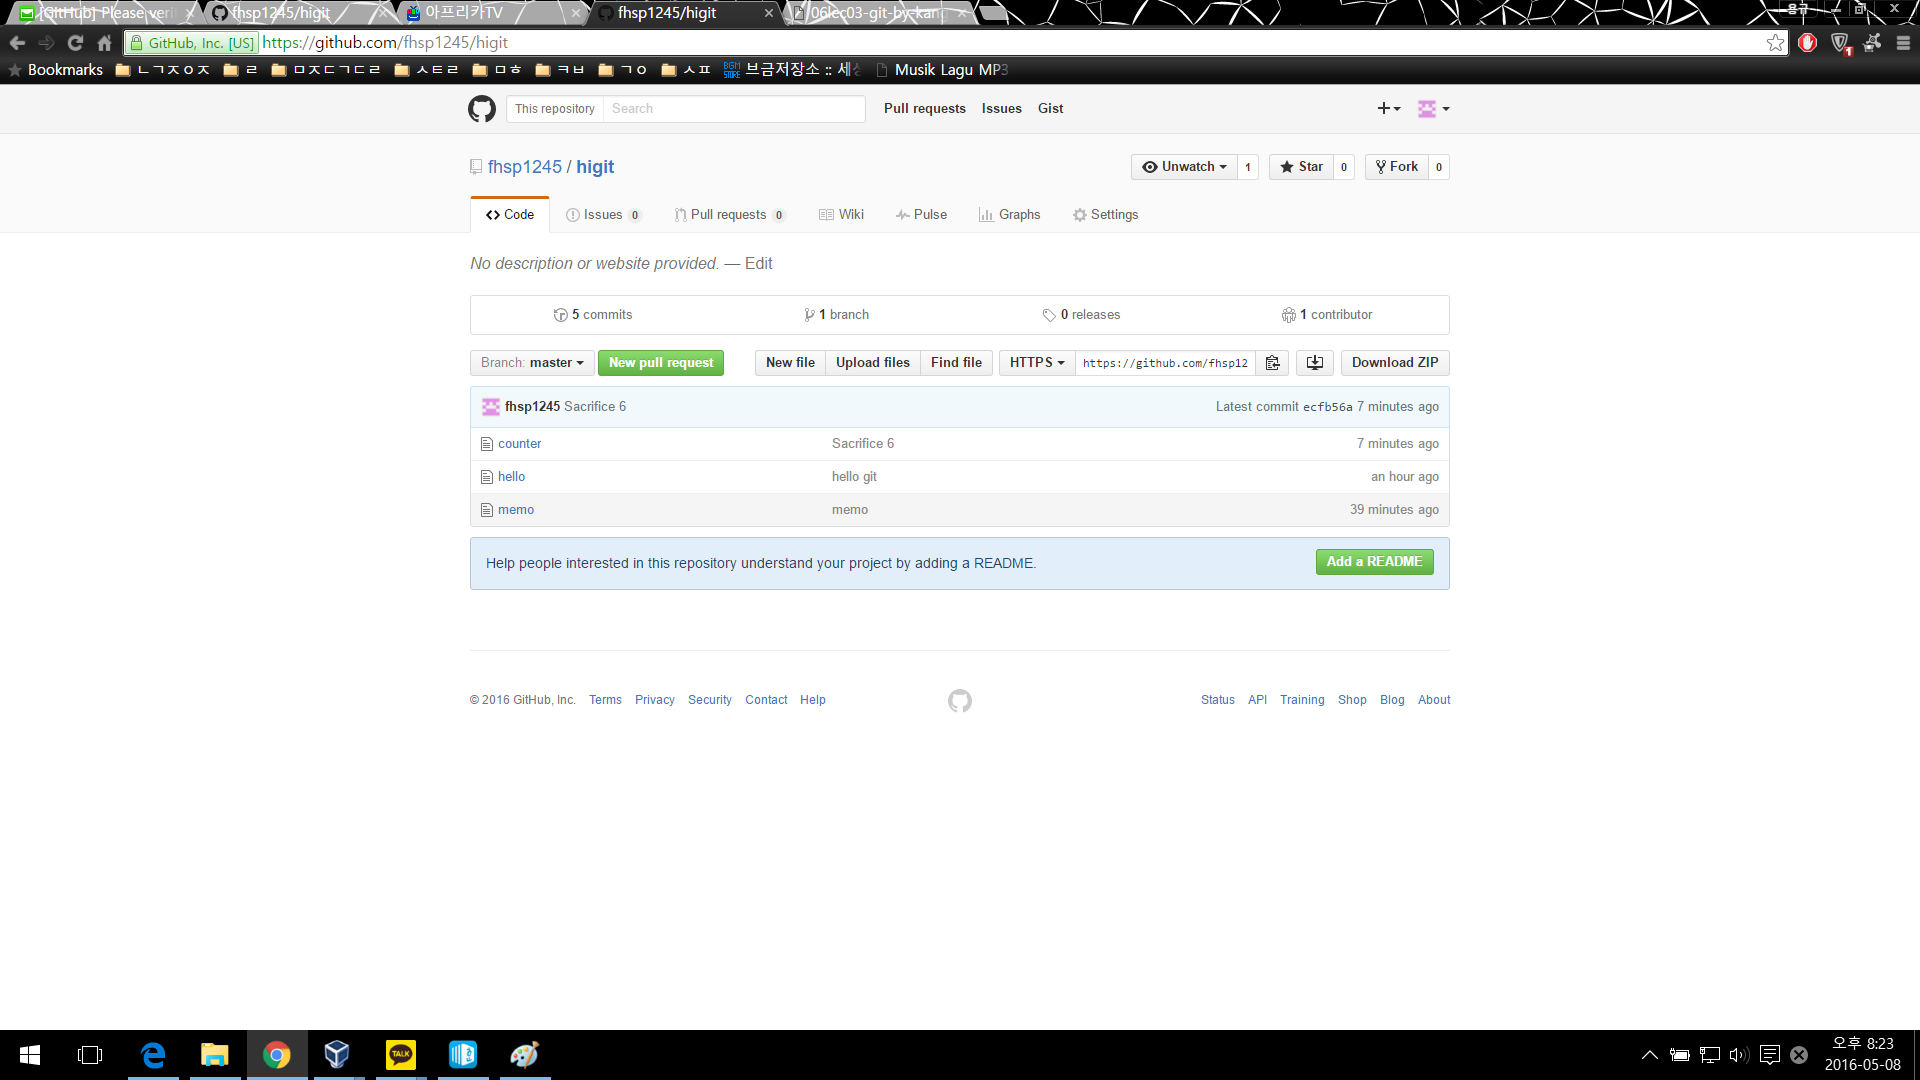 [GitHub] Please veri
fhsp1245/higit
아프리카TV
fhsp1245/higit
06lec03-git-by-kang
용규
GitHub, Inc. [US] https://github.com/fhsp1245/higit
Bookmarks ㄴㄱㅈㅇㅈ ㄹ ㅁㅈㄷㄱㄷㄹ ㅅㅌㄹ ㅁㅎ ㅋㅂ ㄱㅇ ㅅㅍ BGM STORE 브금저장소 :: 세상 Musik Lagu MP3
This repository Search Pull requests Issues Gist
fhsp1245 / higit Unwatch 1 Star 0 Fork 0
Code Issues 0 Pull requests 0 Wiki Pulse Graphs Settings
No description or website provided. — Edit
5 commits 1 branch 0 releases 1 contributor
Branch: master New pull request New file Upload files Find file HTTPS https://github.com/fhsp12 Download ZIP
fhsp1245 Sacrifice 6 Latest commit ecfb56a 7 minutes ago
counter Sacrifice 6 7 minutes ago
hello hello git an hour ago
memo memo 39 minutes ago
Help people interested in this repository understand your project by adding a README. Add a README
© 2016 GitHub, Inc. Terms Privacy Security Contact Help Status API Training Shop Blog About
TALK
오후 8:23
2016-05-08